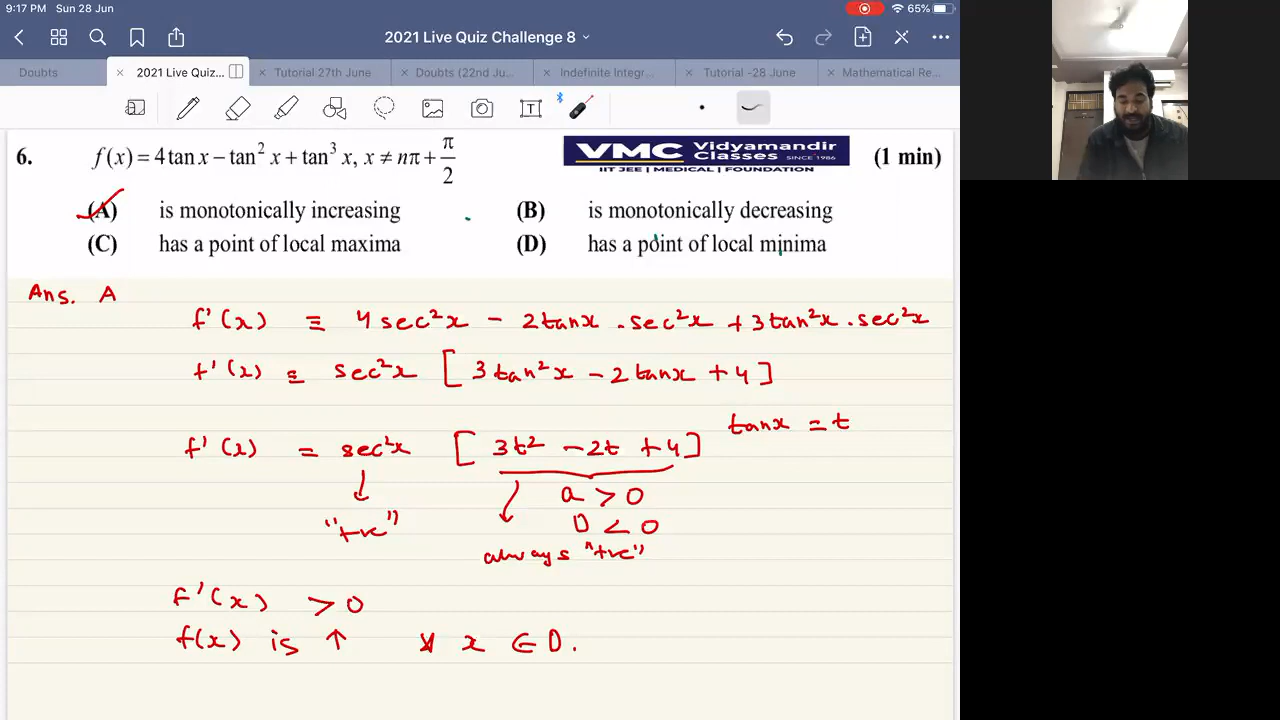 9:17 PM Sun 28 Jun
65%
2021 Live Quiz Challenge 8
Doubts
2021 Live Quiz...
Tutorial 27th June
Doubts (22nd Ju...
Indefinite Integr...
Tutorial -28 June
Mathematical Re...
6. f(x) = 4 tan x − tan² x + tan³ x, x ≠ nπ + π/2
VMC Vidyamandir Classes SINCE 1986
IIT JEE | MEDICAL | FOUNDATION
(1 min)
(A) is monotonically increasing (B) is monotonically decreasing
(C) has a point of local maxima (D) has a point of local minima
Ans. A
f'(x) = 4 sec²x − 2tanx . sec²x + 3tan²x . sec²x
f'(x) = sec²x [3tan²x − 2tanx + 4]
tanx = t
f'(x) = sec²x [3t² − 2t + 4]
a > 0
"+ve" D < 0
always "+ve"
f'(x) > 0
f(x) is ↑ ∀ x ∈ D.